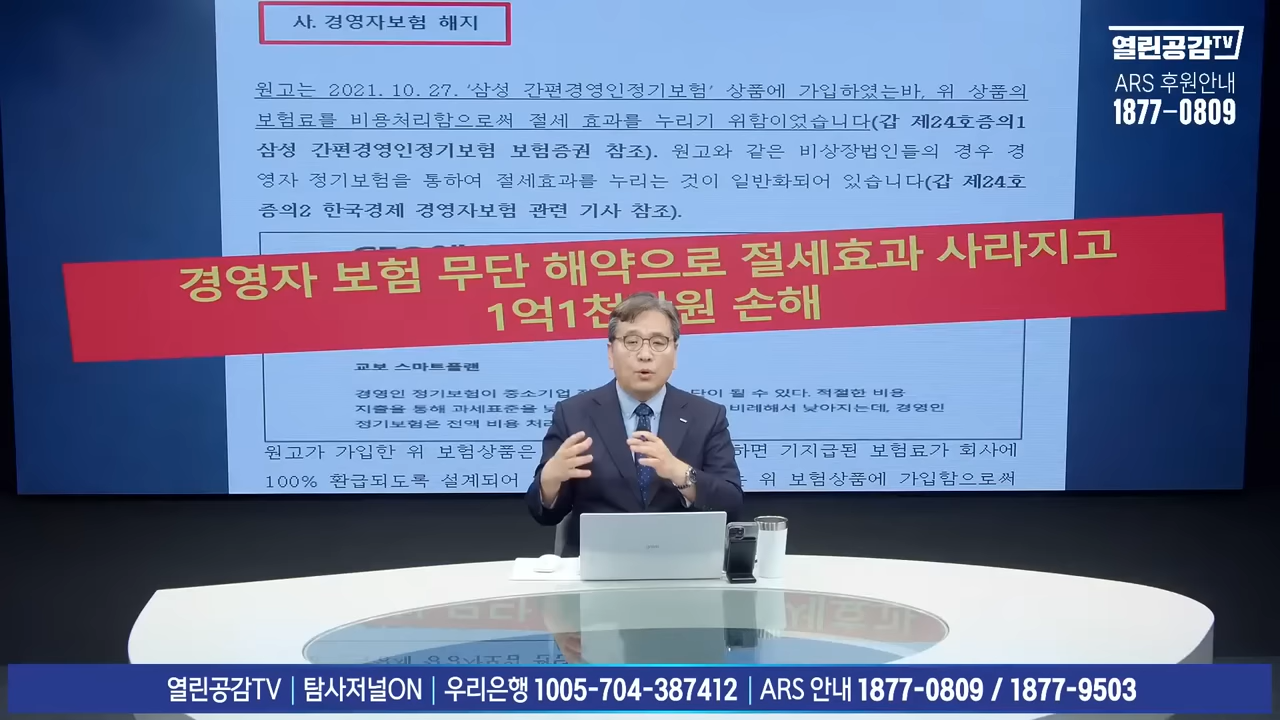 사. 경영자보험 해지
열린공감TV
ARS 후원안내
1877-0809
원고는 2021. 10. 27. '삼성 간편경영인정기보험' 상품에 가입하였는바, 위 상품의
보험료를 비용처리함으로써 절세 효과를 누리기 위함이었습니다(갑 제24호증의1
삼성 간편경영인정기보험 보험증권 참조). 원고와 같은 비상장법인들의 경우 경
영자 정기보험을 통하여 절세효과를 누리는 것이 일반화되어 있습니다(갑 제24호
증의2 한국경제 경영자보험 관련 기사 참조).
경영자 보험 무단 해약으로 절세효과 사라지고
1억1천 원 손해
교보 스마트플랜
경영인 정기보험이 중소기업 단이 될 수 있다. 적절한 비용
지출을 통해 과세표준을 비례해서 낮아지는데, 경영인
정기보험은 전액 비용
원고가 가입한 위 보험상품은 하면 기지급된 보험료가 회사에
100% 환급되도록 설계되어 는 위 보험상품에 가입함으로써
열린공감TV | 탐사저널ON | 우리은행 1005-704-387412 | ARS 안내 1877-0809 / 1877-9503